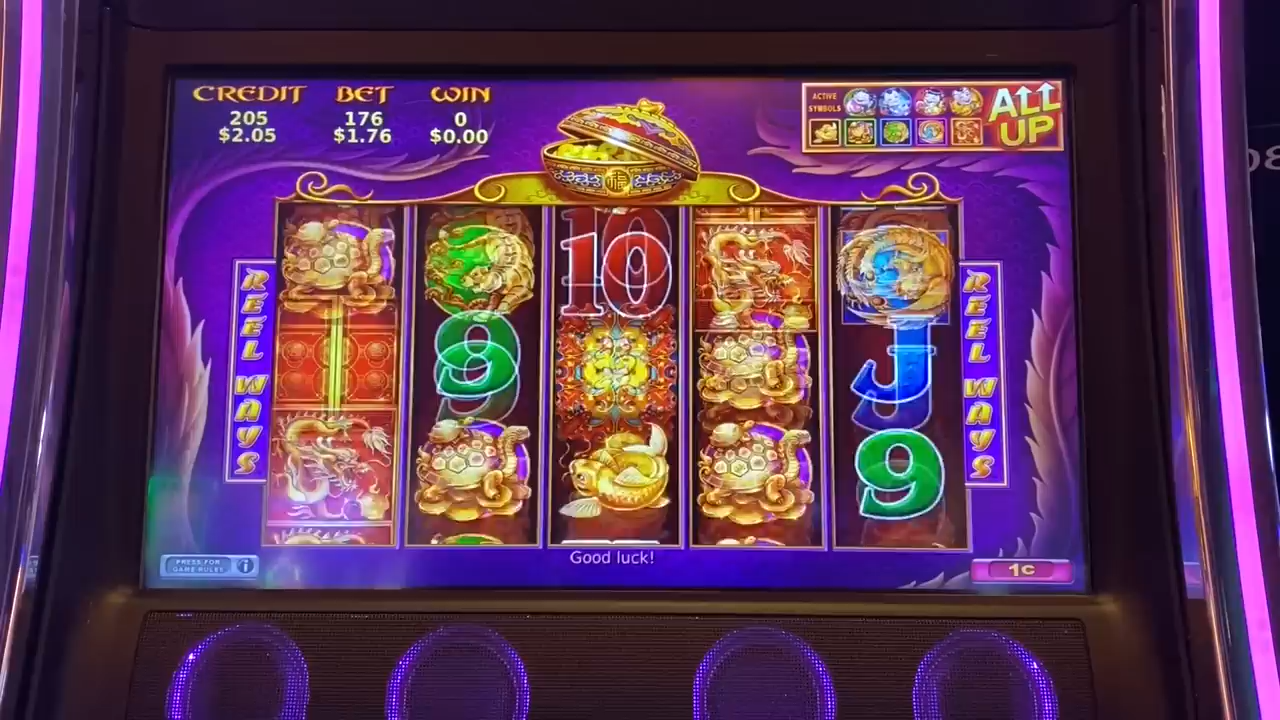 CREDIT BET WIN
205 176 0
$2.05 $1.76 $0.00
ACTIVE
SYMBOLS
ALL
UP
REEL WAYS
REEL WAYS
10
9
J
9
Good luck!
PRESS FOR
GAME RULES
i
1c